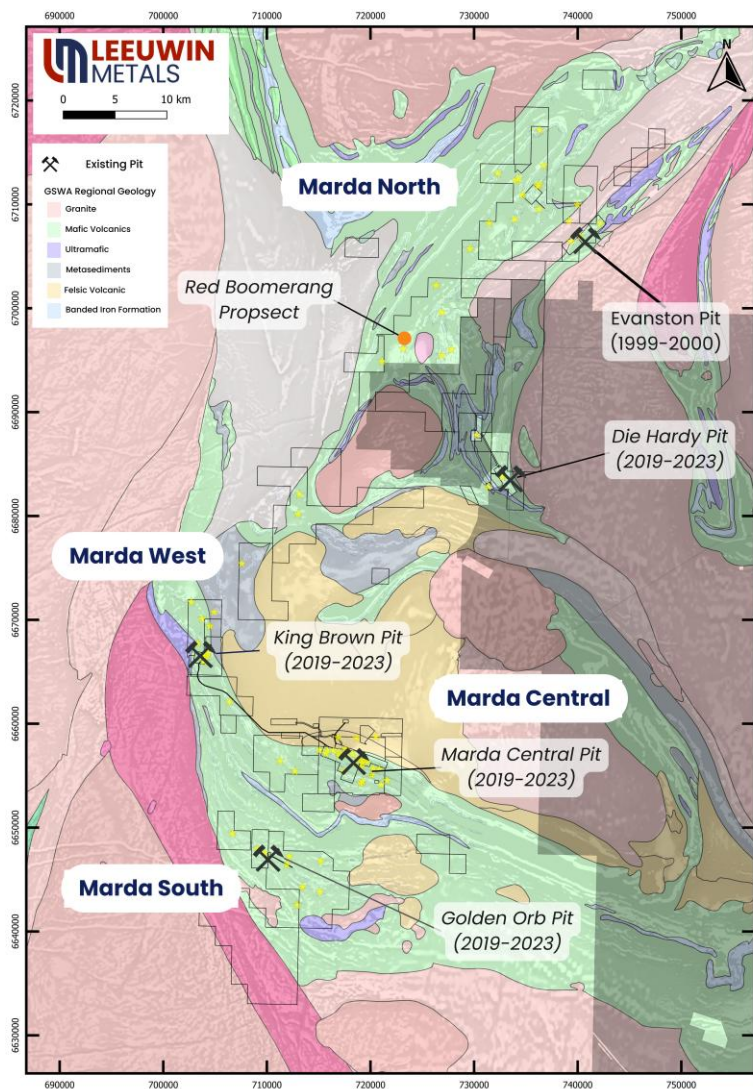 690000 700000 710000 720000 730000 740000 750000
LEEUWIN
METALS
0 5 10 km
N
Existing Pit
GSWA Regional Geology
Granite
Mafic Volcanics
Ultramafic
Metasediments
Felsic Volcanic
Banded Iron Formation
Marda North
Red Boomerang
Propsect
Evanston Pit
(1999-2000)
Die Hardy Pit
(2019-2023)
Marda West
King Brown Pit
(2019-2023)
Marda Central
Marda Central Pit
(2019-2023)
Marda South
Golden Orb Pit
(2019-2023)
6720000
6710000
6700000
6690000
6680000
6670000
6660000
6650000
6640000
6630000
690000 700000 710000 720000 730000 740000 750000